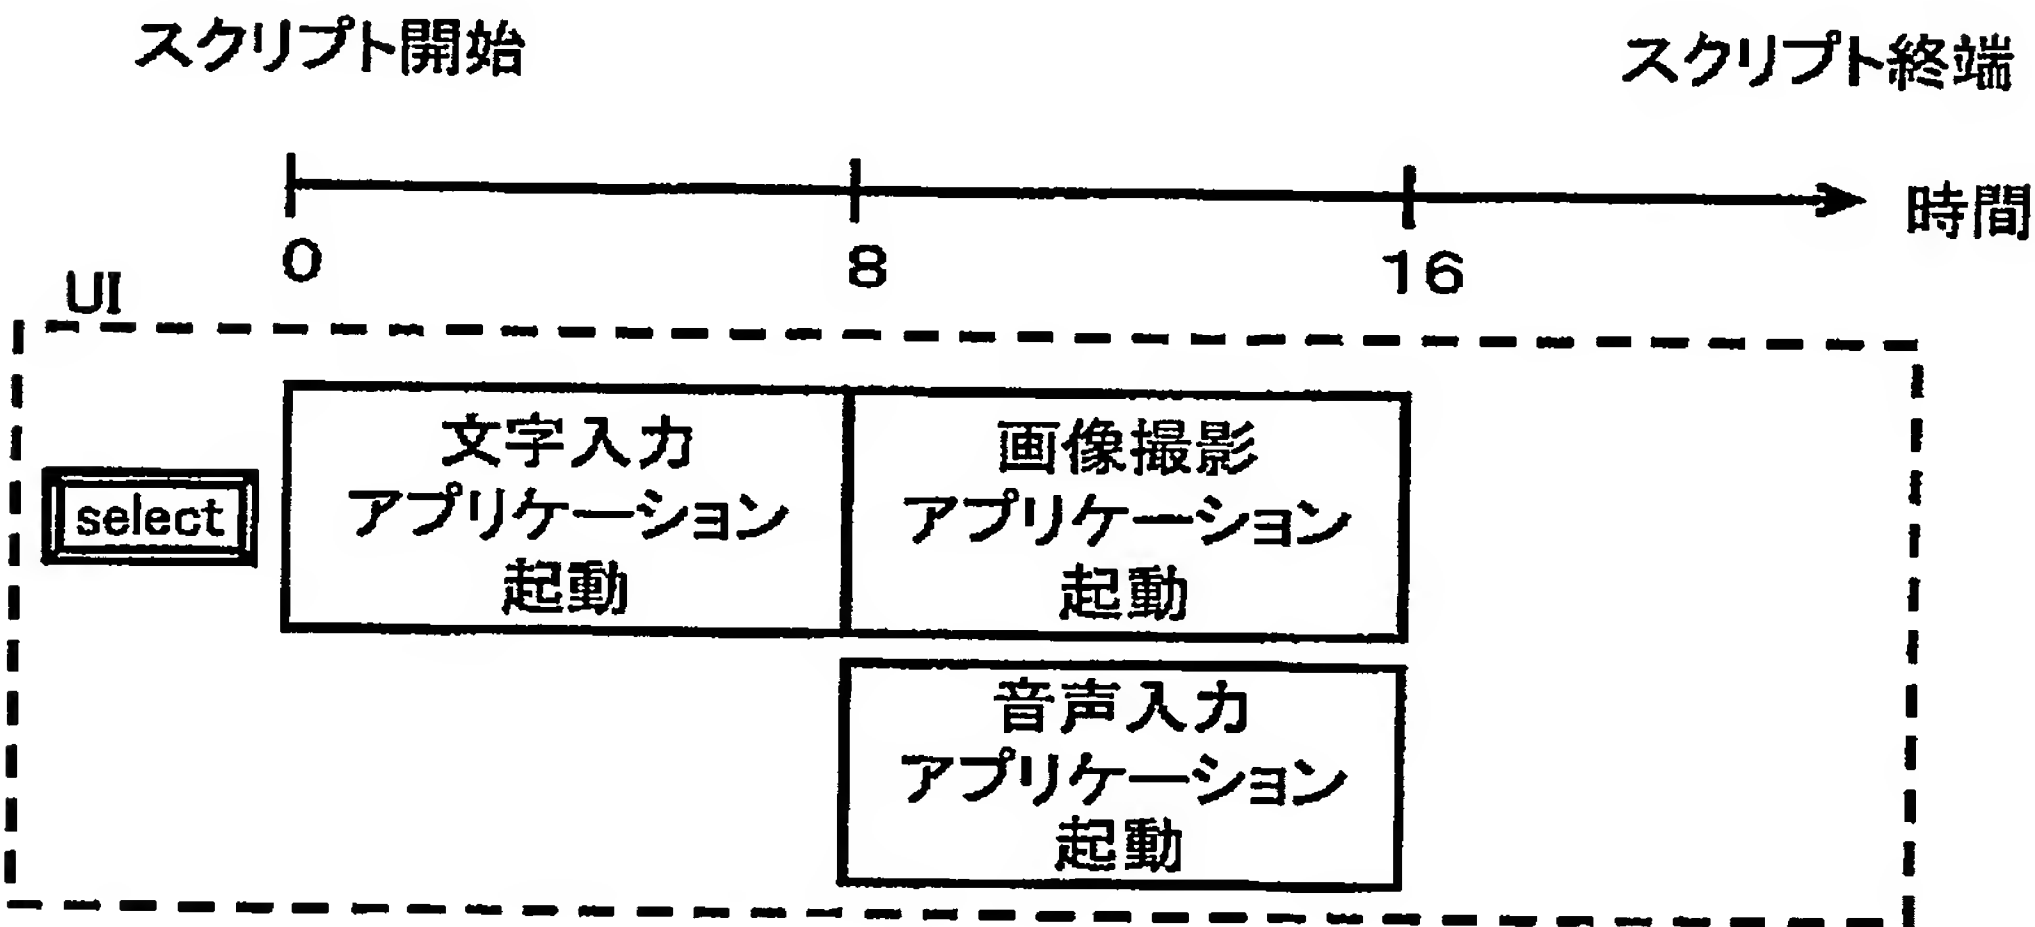 スクリプト開始
スクリプト終端
時間
0
8
16
UI
select
文字入力
アプリケーション
起動
画像撮影
アプリケーション
起動
音声入力
アプリケーション
起動